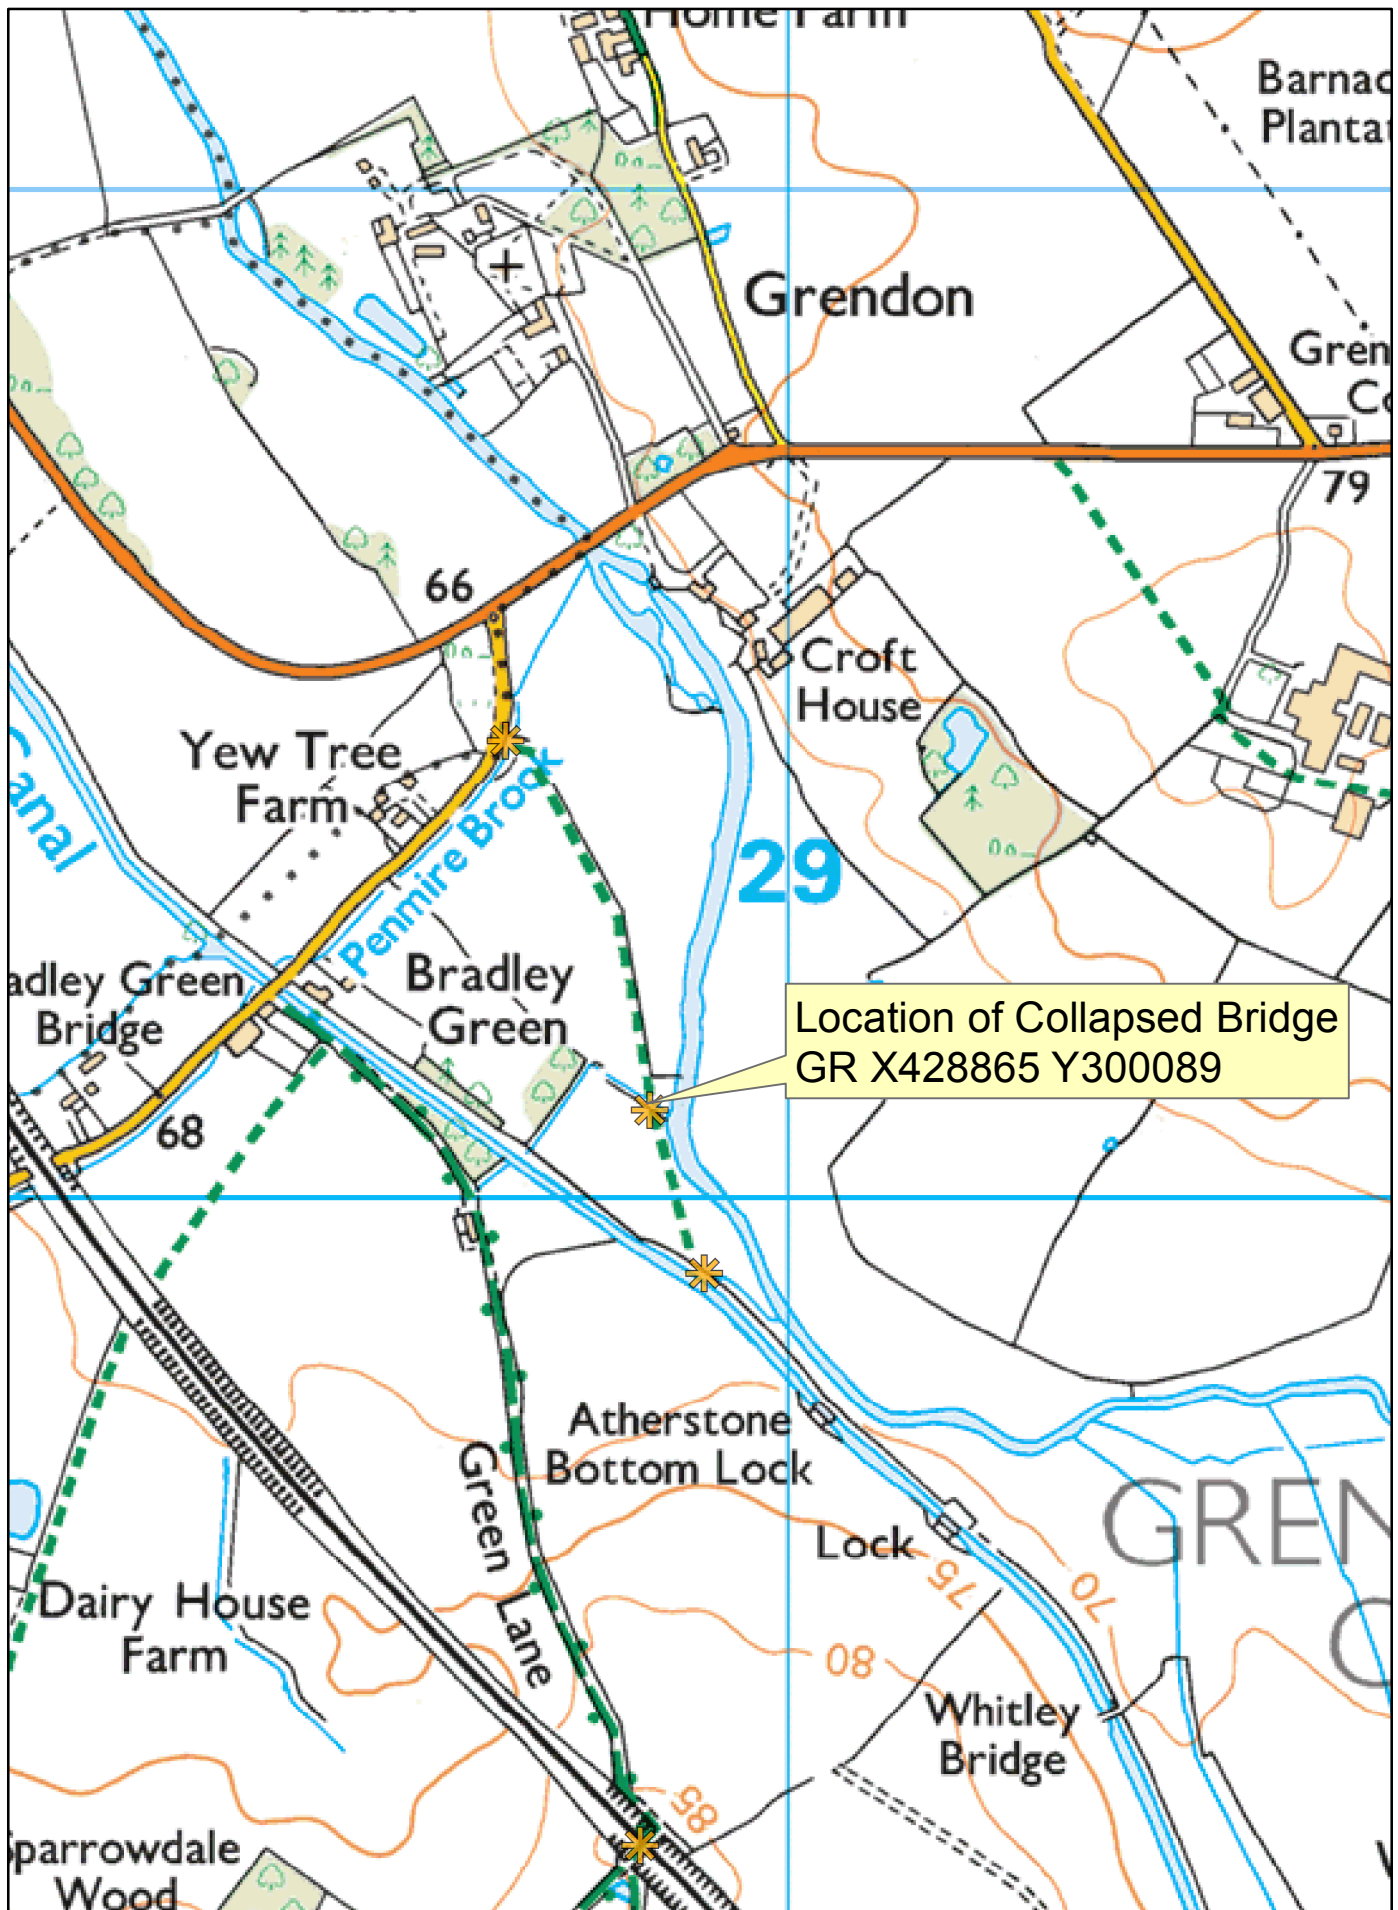 Home Farm
Barnac
Planta
Grendon
Gren
Co
79
66
Croft
House
Yew Tree
Farm
Canal
Penmire Brook
29
adley Green
Bridge
Bradley
Green
Location of Collapsed Bridge
GR X428865 Y300089
68
Atherstone
Bottom Lock
Green Lane
GREN
Lock
75
70
Dairy House
Farm
80
Whitley
Bridge
85
parrowdale
Wood